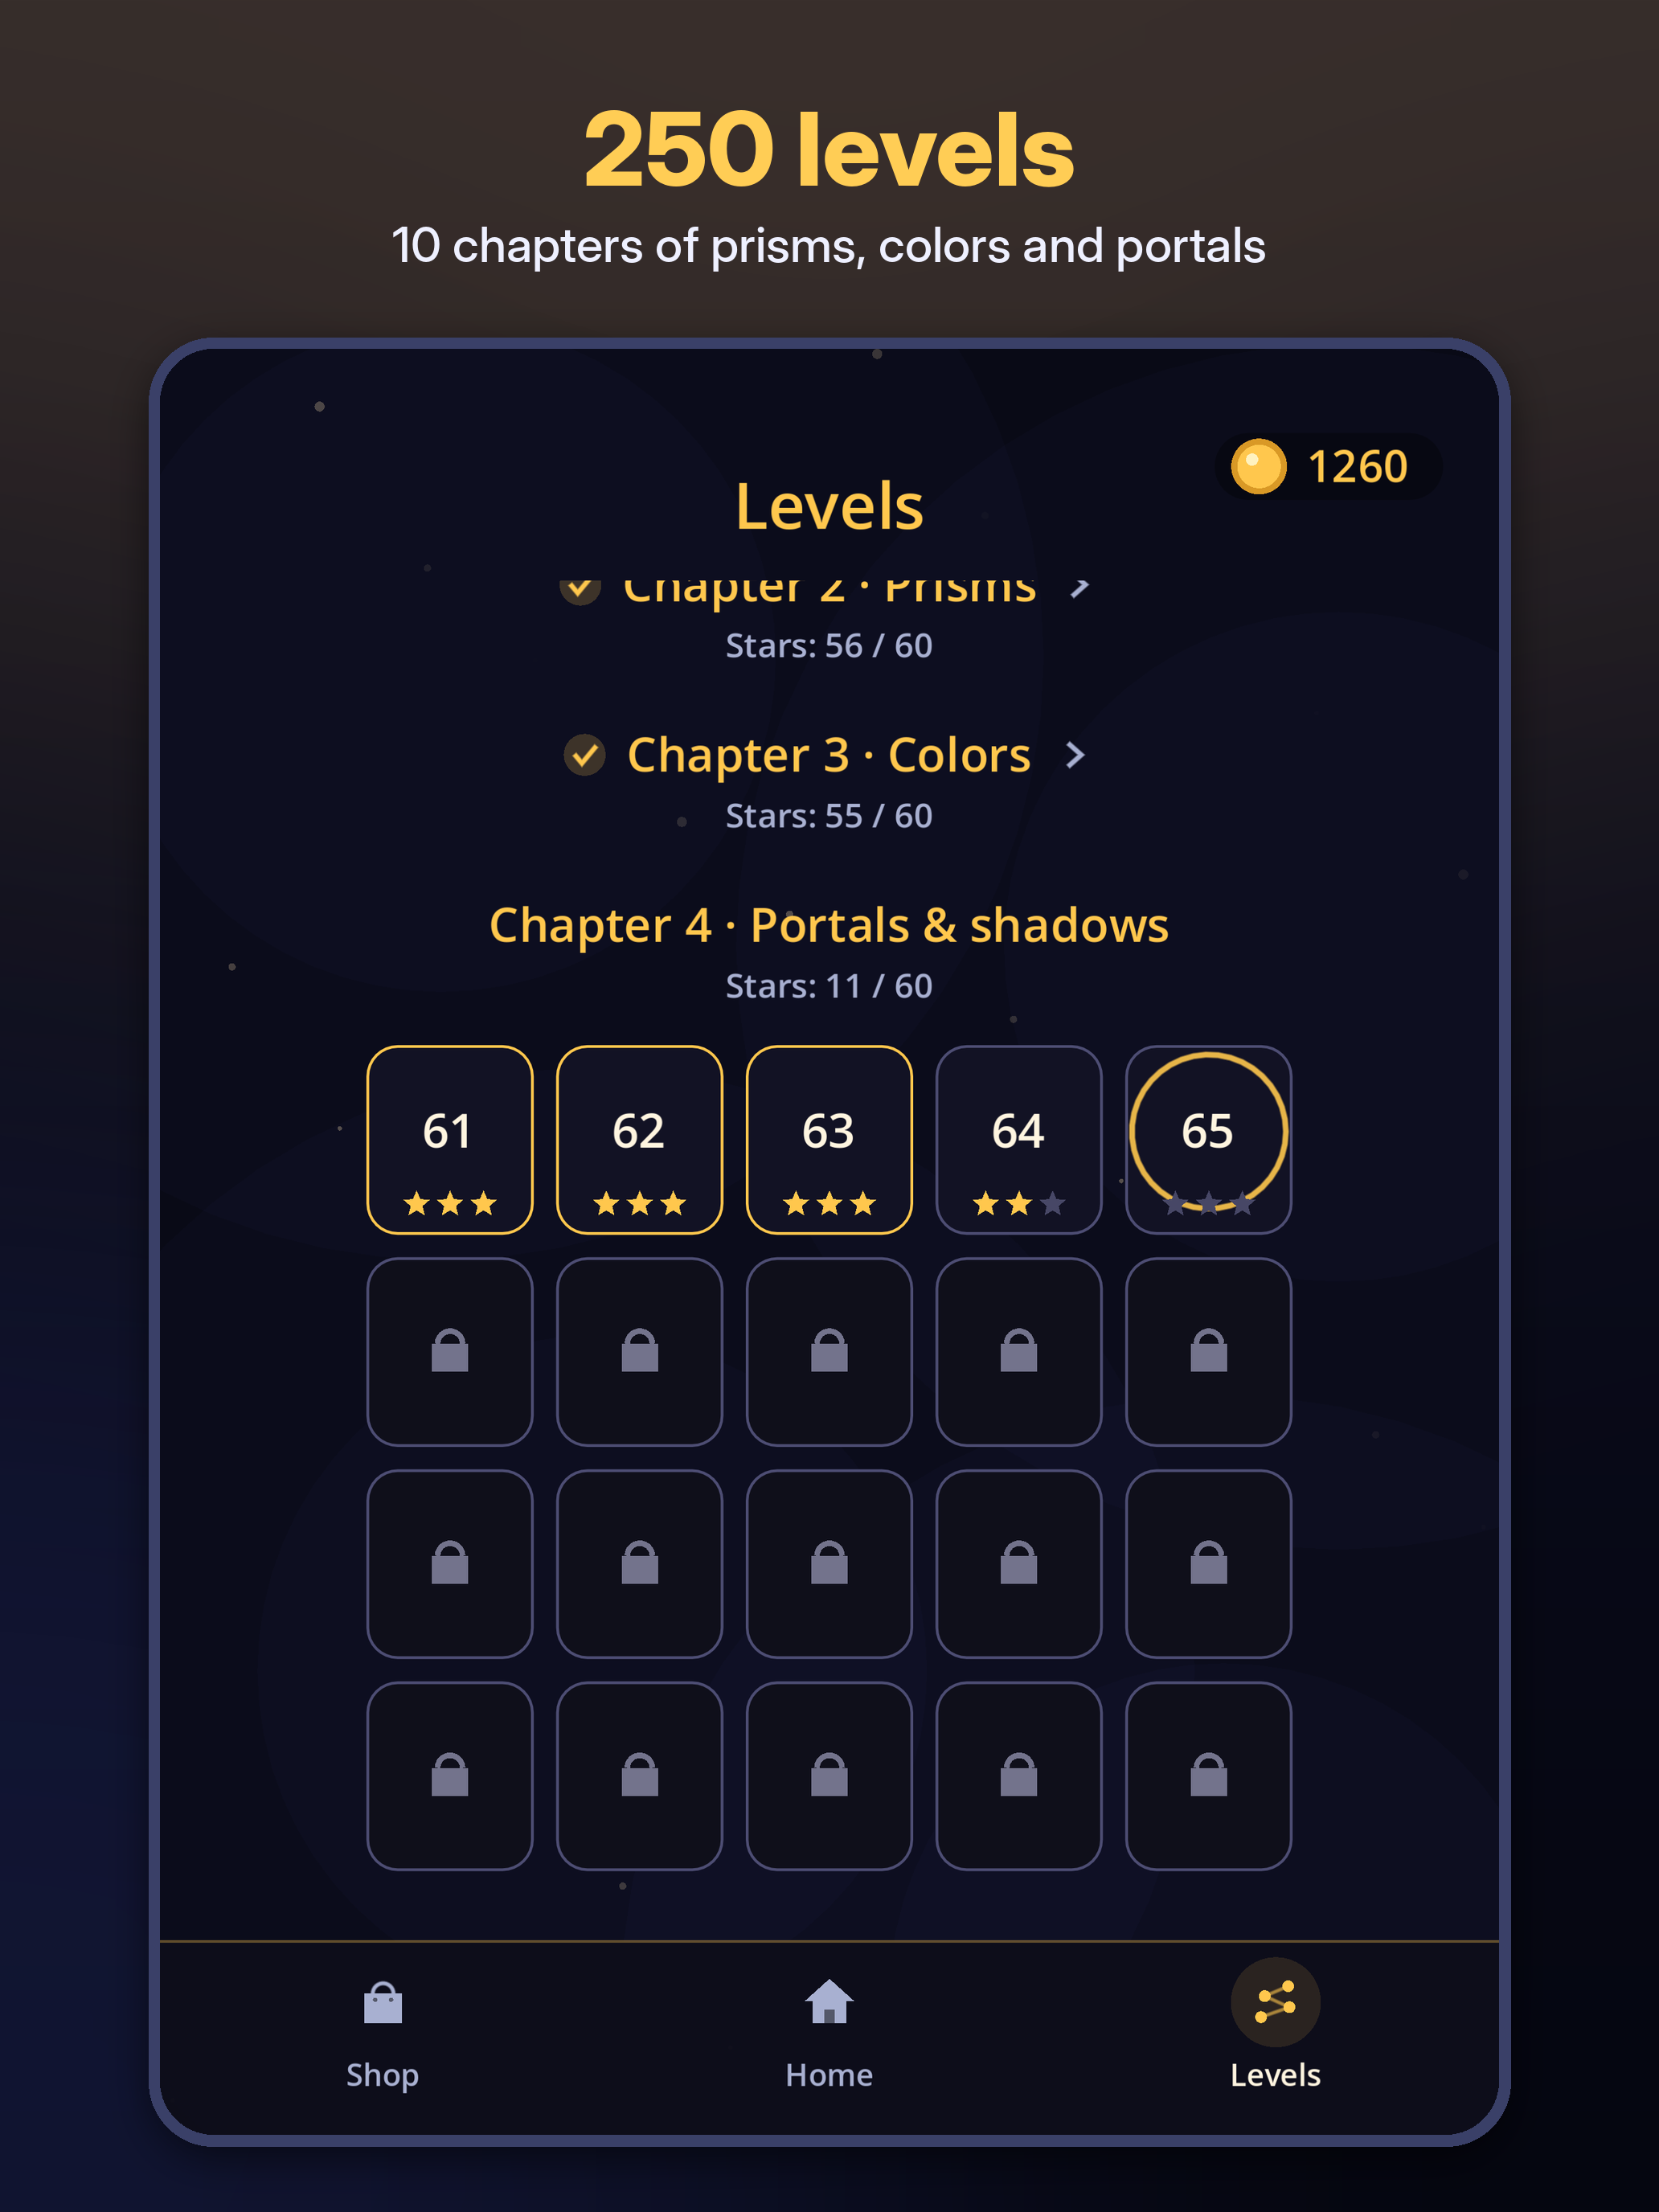 250 levels
10 chapters of prisms, colors and portals
1260
Levels
Chapter 2 · Prisms
Stars: 56 / 60
Chapter 3 · Colors
Stars: 55 / 60
Chapter 4 · Portals & shadows
Stars: 11 / 60
61 62 63 64 65
Shop Home Levels